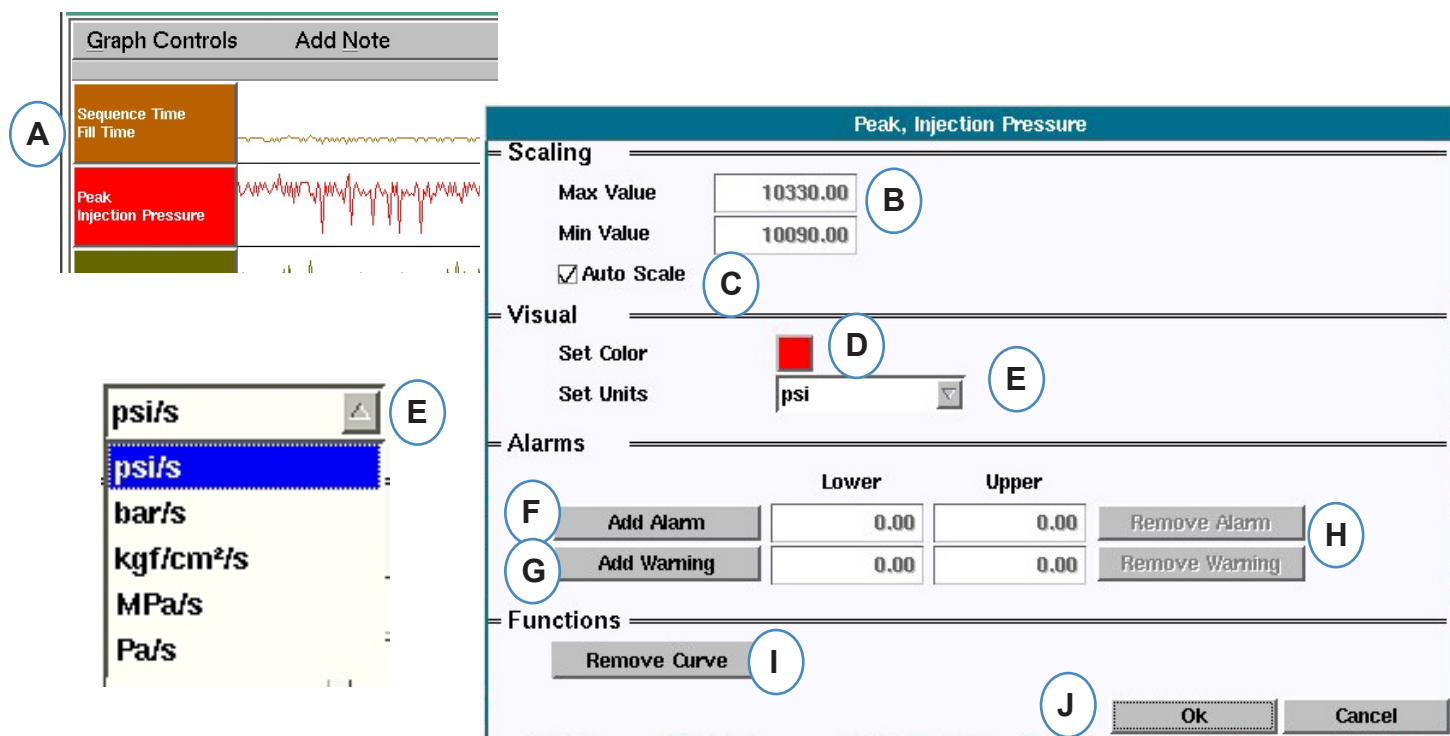 Graph Controls Add Note
A
Sequence Time
Fill Time
Peak
Injection Pressure
Peak, Injection Pressure
Scaling
Max Value 10330.00 B
Min Value 10090.00
Auto Scale C
Visual
Set Color D
Set Units psi E
psi/s E
psi/s
bar/s
kgf/cm²/s
MPa/s
Pa/s
Alarms
Lower Upper
F Add Alarm 0.00 0.00 Remove Alarm H
G Add Warning 0.00 0.00 Remove Warning
Functions
Remove Curve I
J Ok Cancel